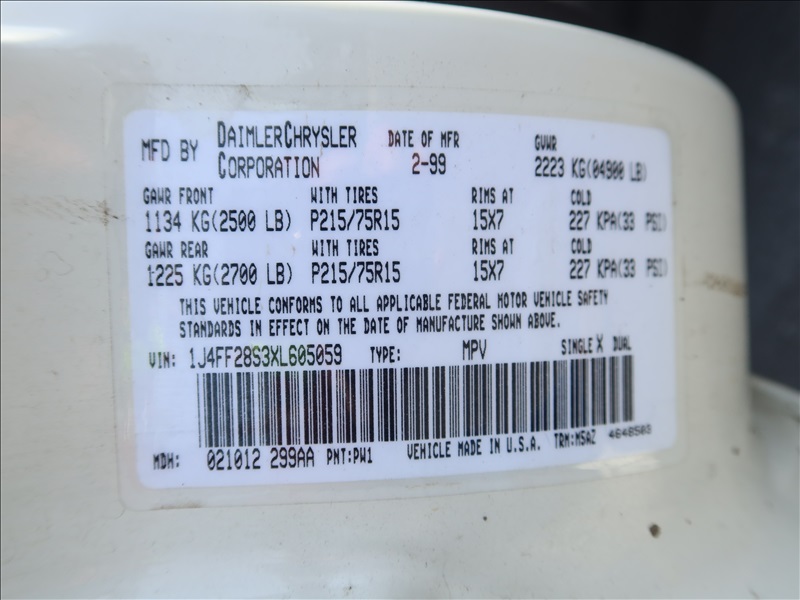 MFD BY DAIMLERCHRYSLER CORPORATION DATE OF MFR 2-99 GVWR 2223 KG(04900 LB)
GAWR FRONT WITH TIRES RIMS AT COLD
1134 KG(2500 LB) P215/75R15 15X7 227 KPA(33 PSI)
GAWR REAR WITH TIRES RIMS AT COLD
1225 KG(2700 LB) P215/75R15 15X7 227 KPA(33 PSI)
THIS VEHICLE CONFORMS TO ALL APPLICABLE FEDERAL MOTOR VEHICLE SAFETY
STANDARDS IN EFFECT ON THE DATE OF MANUFACTURE SHOWN ABOVE.
VIN: 1J4FF28S3XL605059 TYPE: MPV SINGLE X DUAL
MDH: 021012 299AA PNT:PW1 VEHICLE MADE IN U.S.A. TRM:MSAZ 4648503